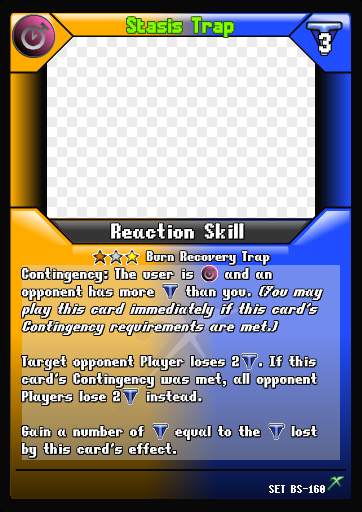 Stasis Trap
3
Reaction Skill
Burn Recovery Trap
Contingency: The user is and an
opponent has more than you. (You may
play this card immediately if this card's
Contingency requirements are met.)
Target opponent Player loses 2. If this
card's Contingency was met, all opponent
Players lose 2 instead.
Gain a number of equal to the lost
by this card's effect.
SET BS-160